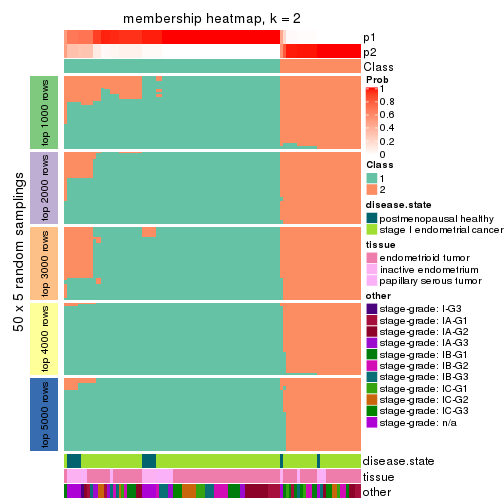 membership heatmap, k = 2
p1
p2
Class
50 x 5 random samplings
top 1000 rows
top 2000 rows
top 3000 rows
top 4000 rows
top 5000 rows
Prob
1
0.8
0.6
0.4
0.2
0
Class
1
2
disease.state
postmenopausal healthy
stage I endometrial cancer
tissue
endometrioid tumor
inactive endometrium
papillary serous tumor
other
stage-grade: I-G3
stage-grade: IA-G1
stage-grade: IA-G2
stage-grade: IA-G3
stage-grade: IB-G1
stage-grade: IB-G2
stage-grade: IB-G3
stage-grade: IC-G1
stage-grade: IC-G2
stage-grade: IC-G3
stage-grade: n/a
disease.state
tissue
other